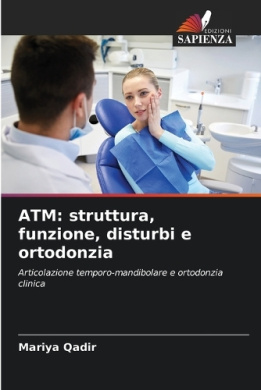 EDIZIONI
SAPIENZA
ATM: struttura,
funzione, disturbi e
ortodonzia
Articolazione temporo-mandibolare e ortodonzia
clinica
Mariya Qadir